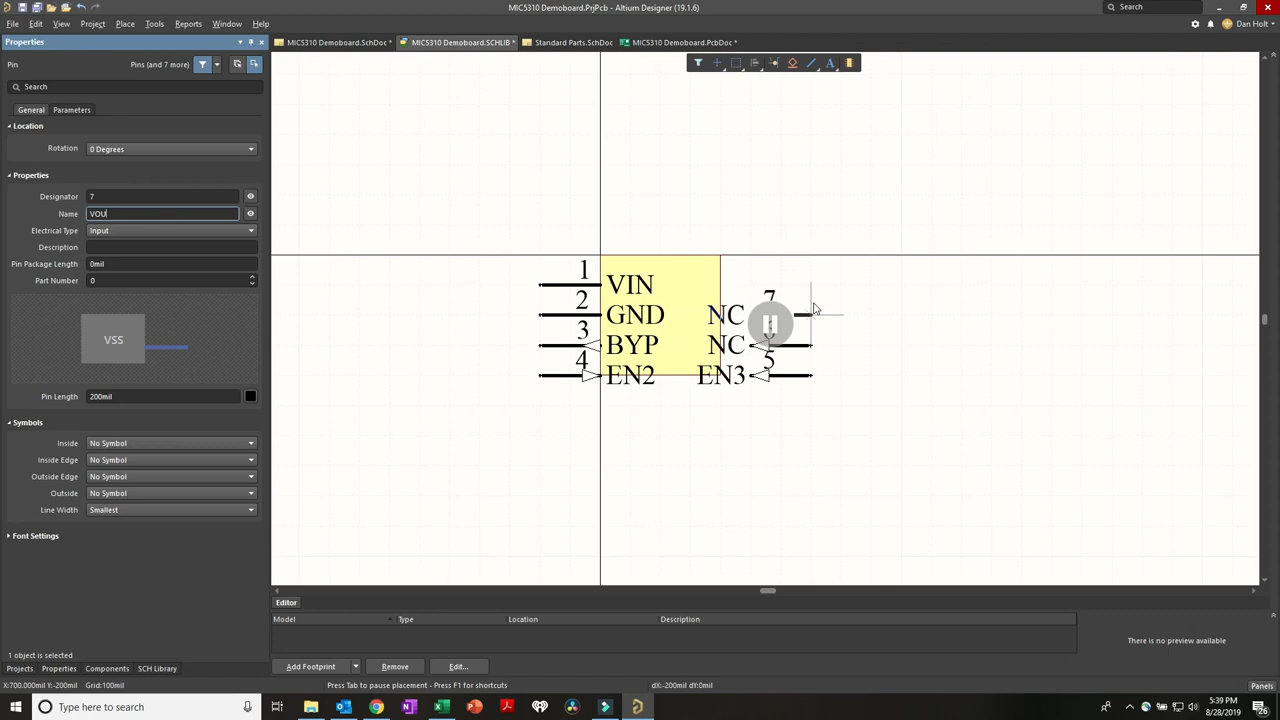 MIC5310 Demoboard.PrjPcb - Altium Designer (19.1.6)
Search
File Edit View Project Place Tools Reports Window Help
Dan Holt
Properties
MIC5310 Demoboard.SchDoc *
MIC5310 Demoboard.SCHLIB *
Standard Parts.SchDoc
MIC5310 Demoboard.PcbDoc *
Pin
Pins (and 7 more)
Search
General
Parameters
Location
Rotation
0 Degrees
Properties
Designator
7
Name
VOU
Electrical Type
Input
Description
Pin Package Length
0mil
Part Number
0
VSS
Pin Length
200mil
Symbols
Inside
No Symbol
Inside Edge
No Symbol
Outside Edge
No Symbol
Outside
No Symbol
Line Width
Smallest
Font Settings
1 VIN
2 GND
3 BYP
4 EN2
NC 7
NC
EN3 5
Editor
Model Type Location Description
There is no preview available
Add Footprint
Remove
Edit...
1 object is selected
Projects Properties Components SCH Library
X:700.000mil Y:-200mil Grid:100mil
Press Tab to pause placement - Press F1 for shortcuts
dX:-200mil dY:0mil
Panels
Type here to search
5:39 PM
8/28/2019
26